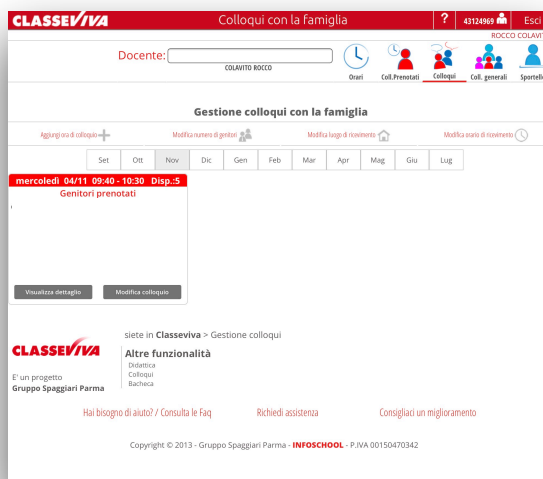 CLASSEVIVA Colloqui con la famiglia ? 43124969 Esci
ROCCO COLAVIT
Docente:
COLAVITO ROCCO
Orari Coll.Prenotati Colloqui Coll. generali Sportello
Gestione colloqui con la famiglia
Aggiungi ora di colloquio Modifica numero di genitori Modifica luogo di ricevimento Modifica orario di ricevimento
Set Ott Nov Dic Gen Feb Mar Apr Mag Giu Lug
mercoledì 04/11 09:40 - 10:30 Disp.:5
Genitori prenotati
Visualizza dettaglio Modifica colloquio
siete in Classeviva > Gestione colloqui
CLASSEVIVA
Altre funzionalità
Didattica
Colloqui
Bacheca
E' un progetto
Gruppo Spaggiari Parma
Hai bisogno di aiuto? / Consulta le Faq Richiedi assistenza Consigliaci un miglioramento
Copyright © 2013 - Gruppo Spaggiari Parma - INFOSCHOOL - P.IVA 00150470342